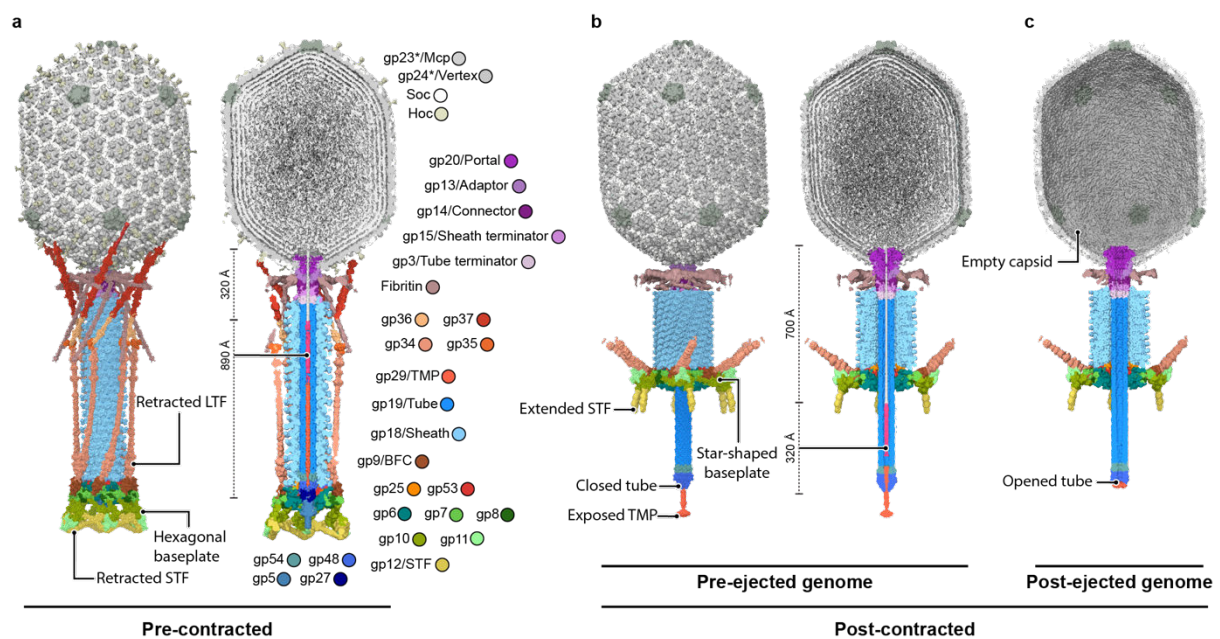 a
b
c
gp23*/Mcp
gp24*/Vertex
Soc
Hoc
gp20/Portal
gp13/Adaptor
gp14/Connector
gp15/Sheath terminator
gp3/Tube terminator
Fibritin
gp36 gp37
gp34 gp35
gp29/TMP
gp19/Tube
gp18/Sheath
gp9/BFC
gp25 gp53
gp6 gp7 gp8
gp10 gp11
gp12/STF
gp54 gp48
gp5 gp27
320 Å
890 Å
Retracted LTF
Hexagonal
baseplate
Retracted STF
Pre-contracted
700 Å
320 Å
Extended STF
Star-shaped
baseplate
Closed tube
Exposed TMP
Pre-ejected genome
Empty capsid
Opened tube
Post-ejected genome
Post-contracted